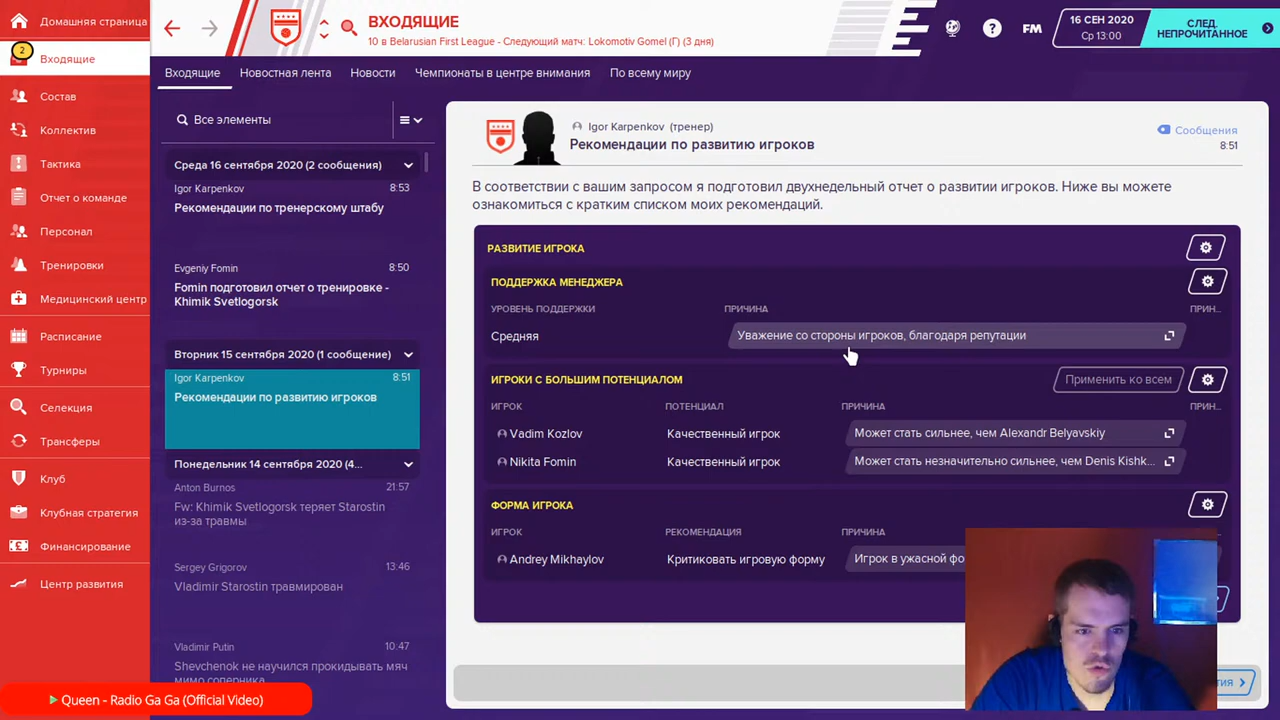 Домашняя страница
2
Входящие
Состав
Коллектив
Тактика
Отчет о команде
Персонал
Тренировки
Медицинский центр
Расписание
Турниры
Селекция
Трансферы
Клуб
Клубная стратегия
Финансирование
Центр развития
ВХОДЯЩИЕ
10 в Belarusian First League - Следующий матч: Lokomotiv Gomel (Г) (3 дня)
?
FM
16 СЕН 2020
Ср 13:00
СЛЕД.
НЕПРОЧИТАННОЕ
Входящие
Новостная лента
Новости
Чемпионаты в центре внимания
По всему миру
Все элементы
Среда 16 сентября 2020 (2 сообщения)
Igor Karpenkov 8:53
Рекомендации по тренерскому штабу
Evgeniy Fomin 8:50
Fomin подготовил отчет о тренировке -
Khimik Svetlogorsk
Вторник 15 сентября 2020 (1 сообщение)
Igor Karpenkov 8:51
Рекомендации по развитию игроков
Понедельник 14 сентября 2020 (4...
Anton Burnos 21:57
Fw: Khimik Svetlogorsk теряет Starostin
из-за травмы
Sergey Grigorov 13:46
Vladimir Starostin травмирован
Vladimir Putin 10:47
Shevchenok не научился прокидывать мяч
мимо соперника
Igor Karpenkov (тренер)
Рекомендации по развитию игроков
Сообщения
8:51
В соответствии с вашим запросом я подготовил двухнедельный отчет о развитии игроков. Ниже вы можете
ознакомиться с кратким списком моих рекомендаций.
РАЗВИТИЕ ИГРОКА
ПОДДЕРЖКА МЕНЕДЖЕРА
УРОВЕНЬ ПОДДЕРЖКИ ПРИЧИНА ПРИН...
Средняя Уважение со стороны игроков, благодаря репутации
ИГРОКИ С БОЛЬШИМ ПОТЕНЦИАЛОМ Применить ко всем
ИГРОК ПОТЕНЦИАЛ ПРИЧИНА ПРИН...
Vadim Kozlov Качественный игрок Может стать сильнее, чем Alexandr Belyavskiy
Nikita Fomin Качественный игрок Может стать незначительно сильнее, чем Denis Kishk...
ФОРМА ИГРОКА
ИГРОК РЕКОМЕНДАЦИЯ ПРИЧИНА
Andrey Mikhaylov Критиковать игровую форму Игрок в ужасной фо
тия
Queen - Radio Ga Ga (Official Video)